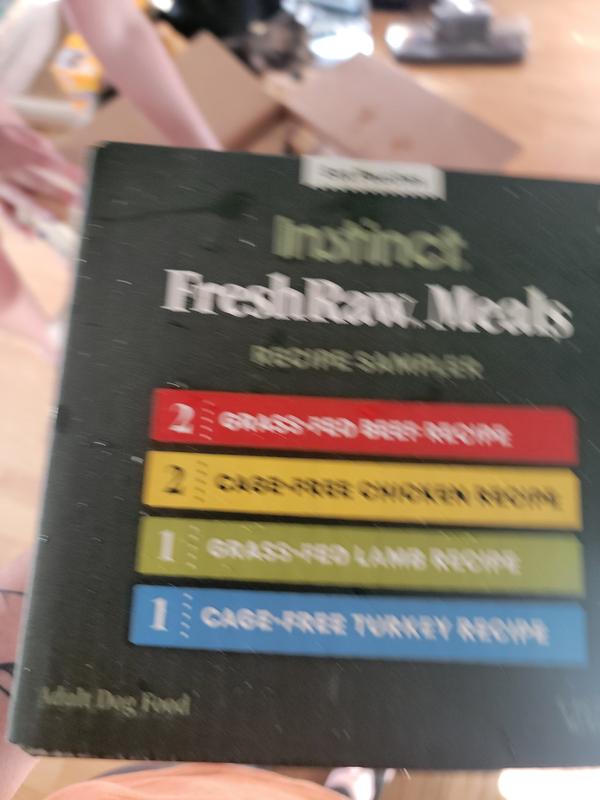 Instinct
FreshRaw Meals
RECIPE SAMPLER
2 GRASS-FED BEEF RECIPE
2 CAGE-FREE CHICKEN RECIPE
1 GRASS-FED LAMB RECIPE
1 CAGE-FREE TURKEY RECIPE
Adult Dog Food